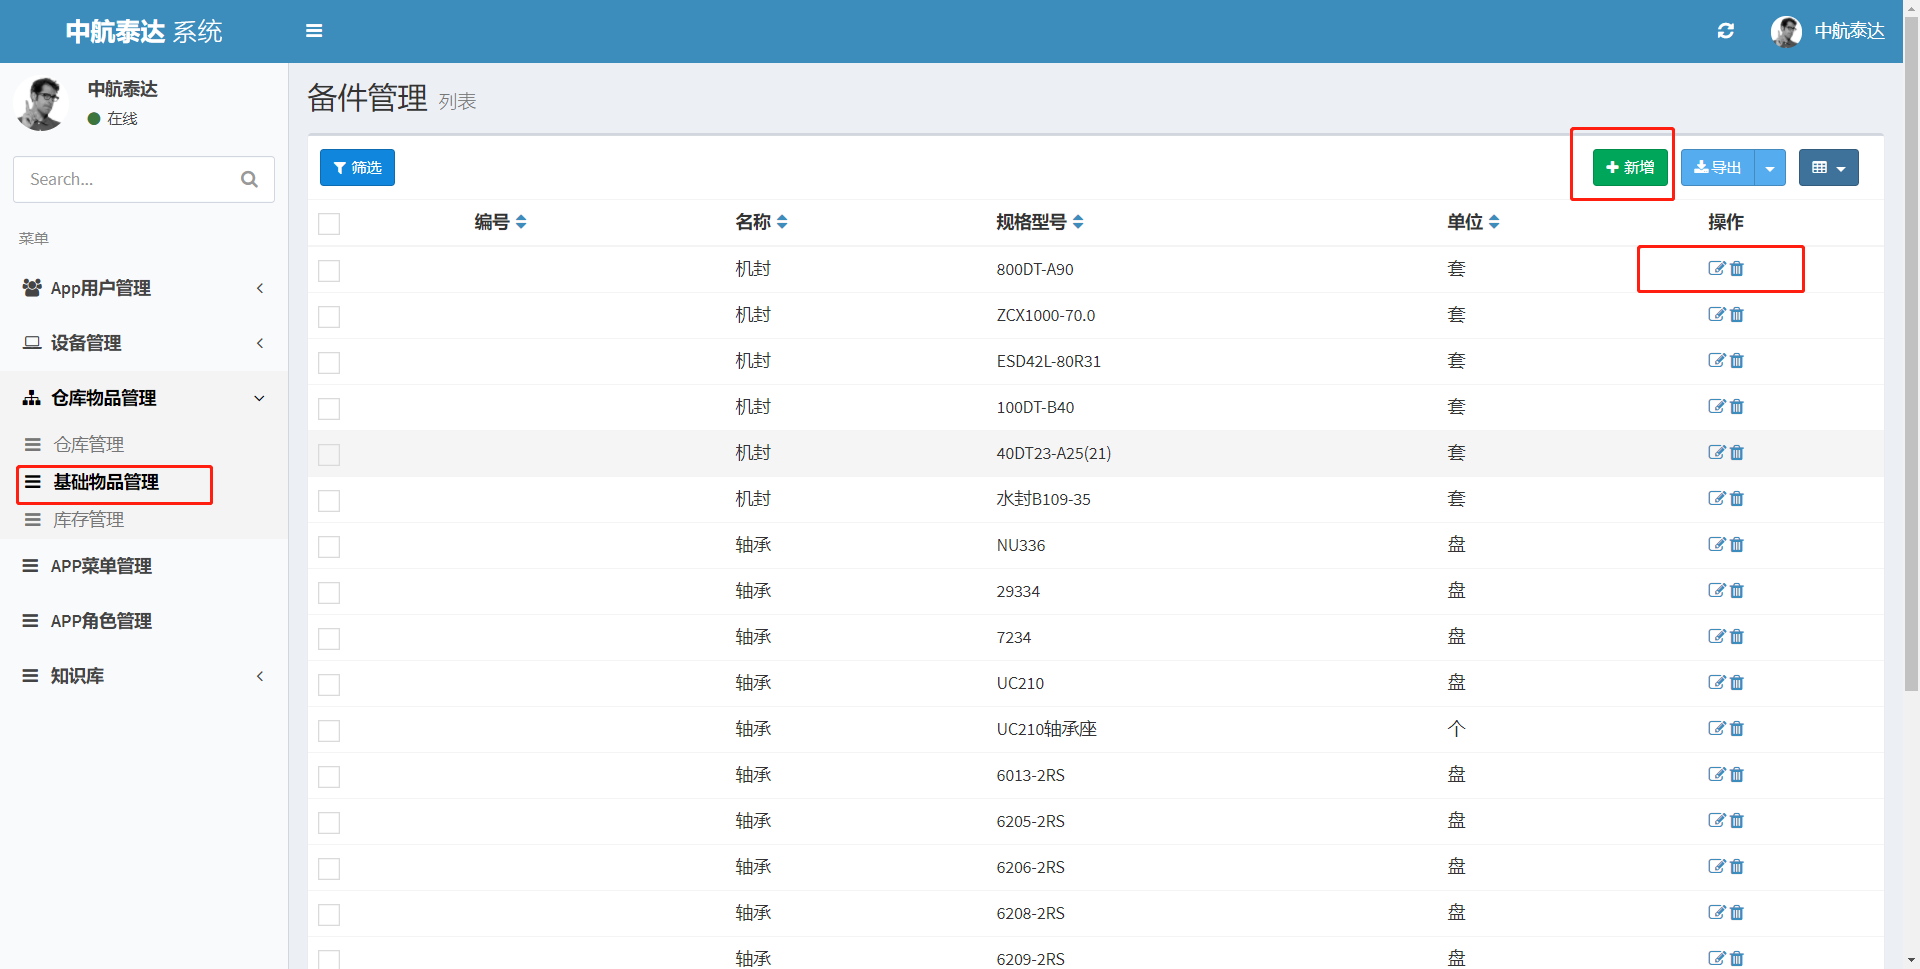 中航泰达 系统
中航泰达
中航泰达
在线
Search...
菜单
App用户管理
设备管理
仓库物品管理
仓库管理
基础物品管理
库存管理
APP菜单管理
APP角色管理
知识库
备件管理 列表
筛选
新增
导出
编号 名称 规格型号 单位 操作
机封 800DT-A90 套
机封 ZCX1000-70.0 套
机封 ESD42L-80R31 套
机封 100DT-B40 套
机封 40DT23-A25(21) 套
机封 水封B109-35 套
轴承 NU336 盘
轴承 29334 盘
轴承 7234 盘
轴承 UC210 盘
轴承 UC210轴承座 个
轴承 6013-2RS 盘
轴承 6205-2RS 盘
轴承 6206-2RS 盘
轴承 6208-2RS 盘
轴承 6209-2RS 盘